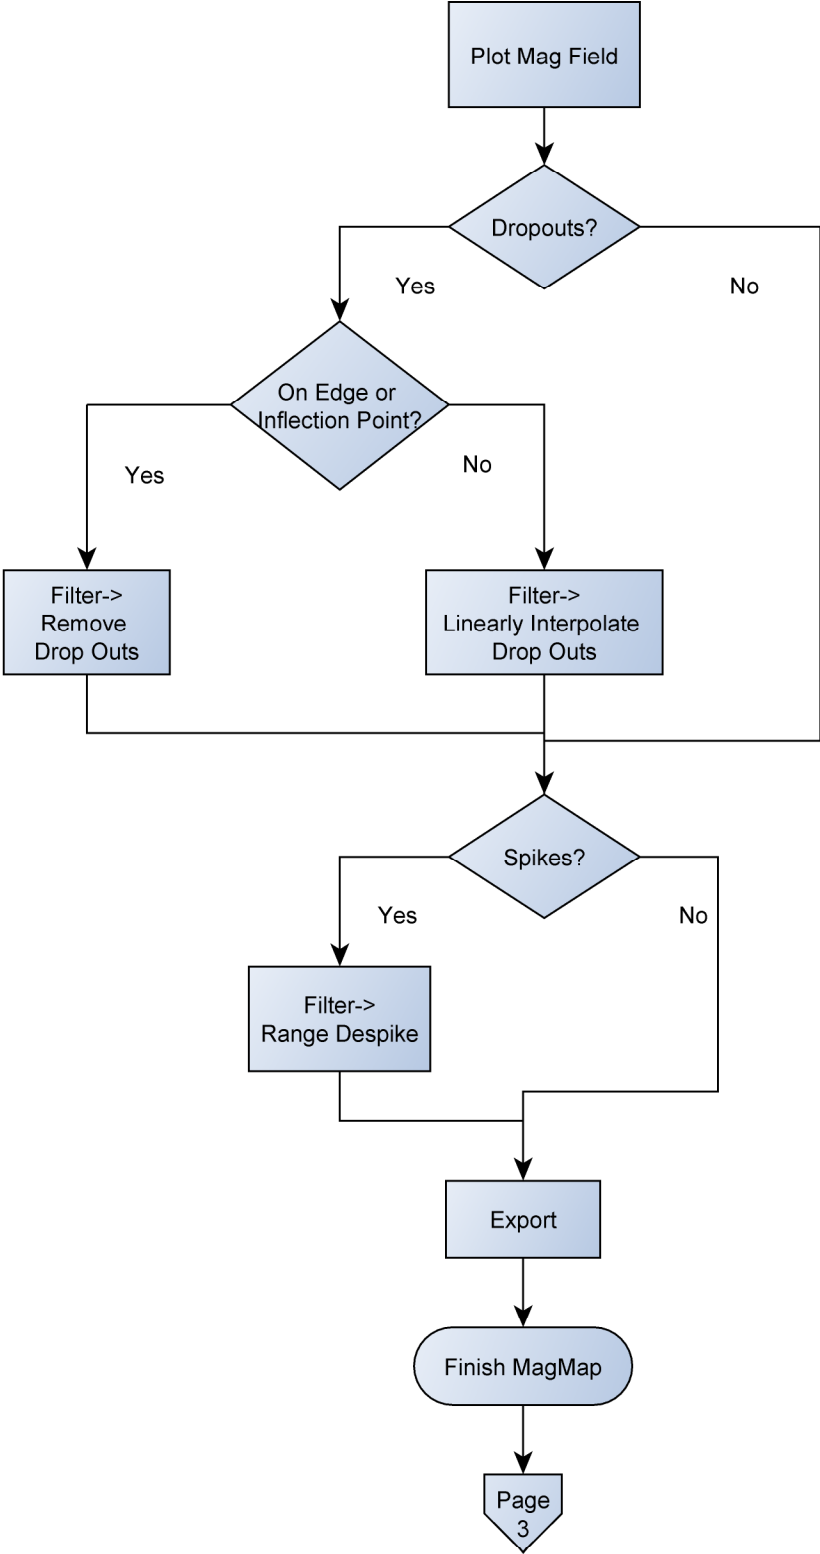 Plot Mag Field
Dropouts?
Yes
No
On Edge or
Inflection Point?
Yes
No
Filter->
Remove
Drop Outs
Filter->
Linearly Interpolate
Drop Outs
Spikes?
Yes
No
Filter->
Range Despike
Export
Finish MagMap
Page
3